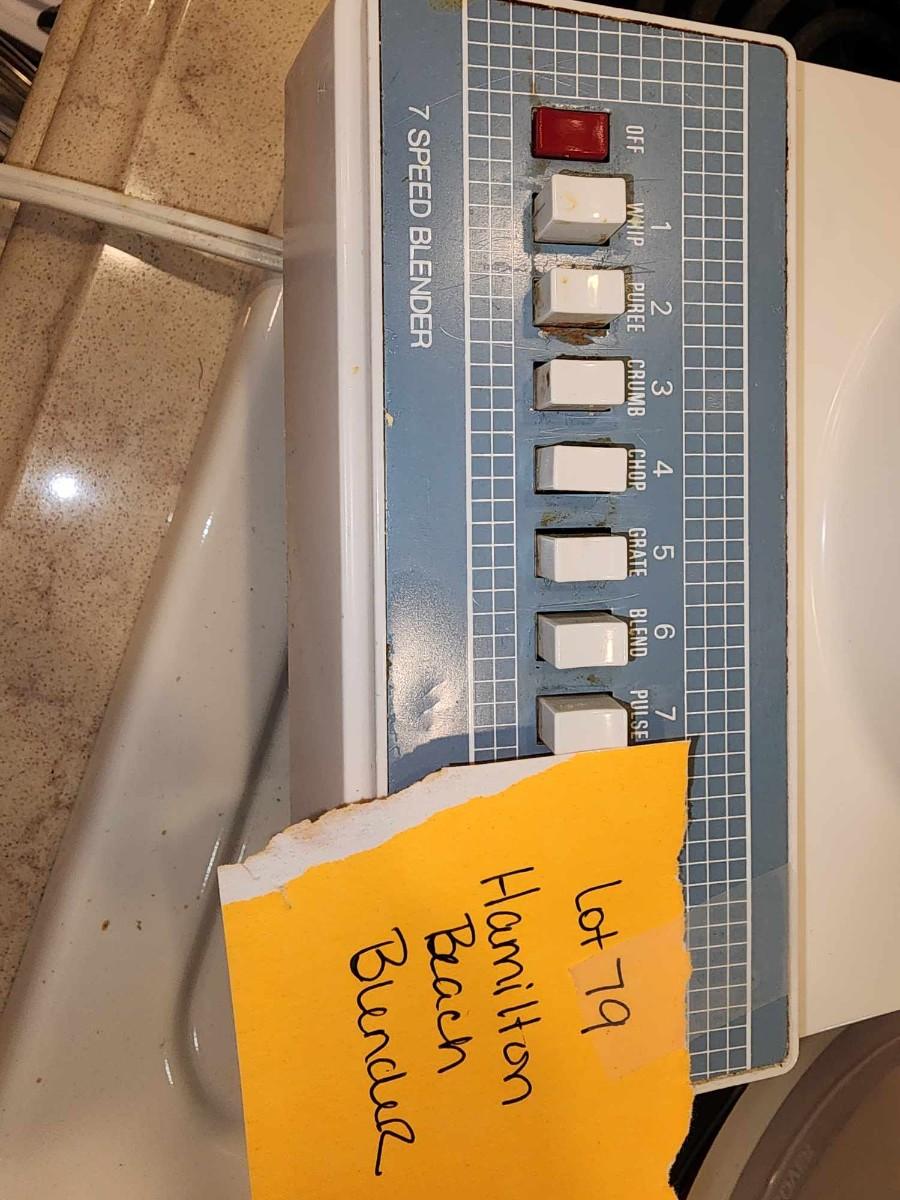 OFF
1 2 3 4 5 6 7
WHIP PUREE CRUMB CHOP GRATE BLEND PULSE
7 SPEED BLENDER
Lot 79
Hamilton
Beach
Blender